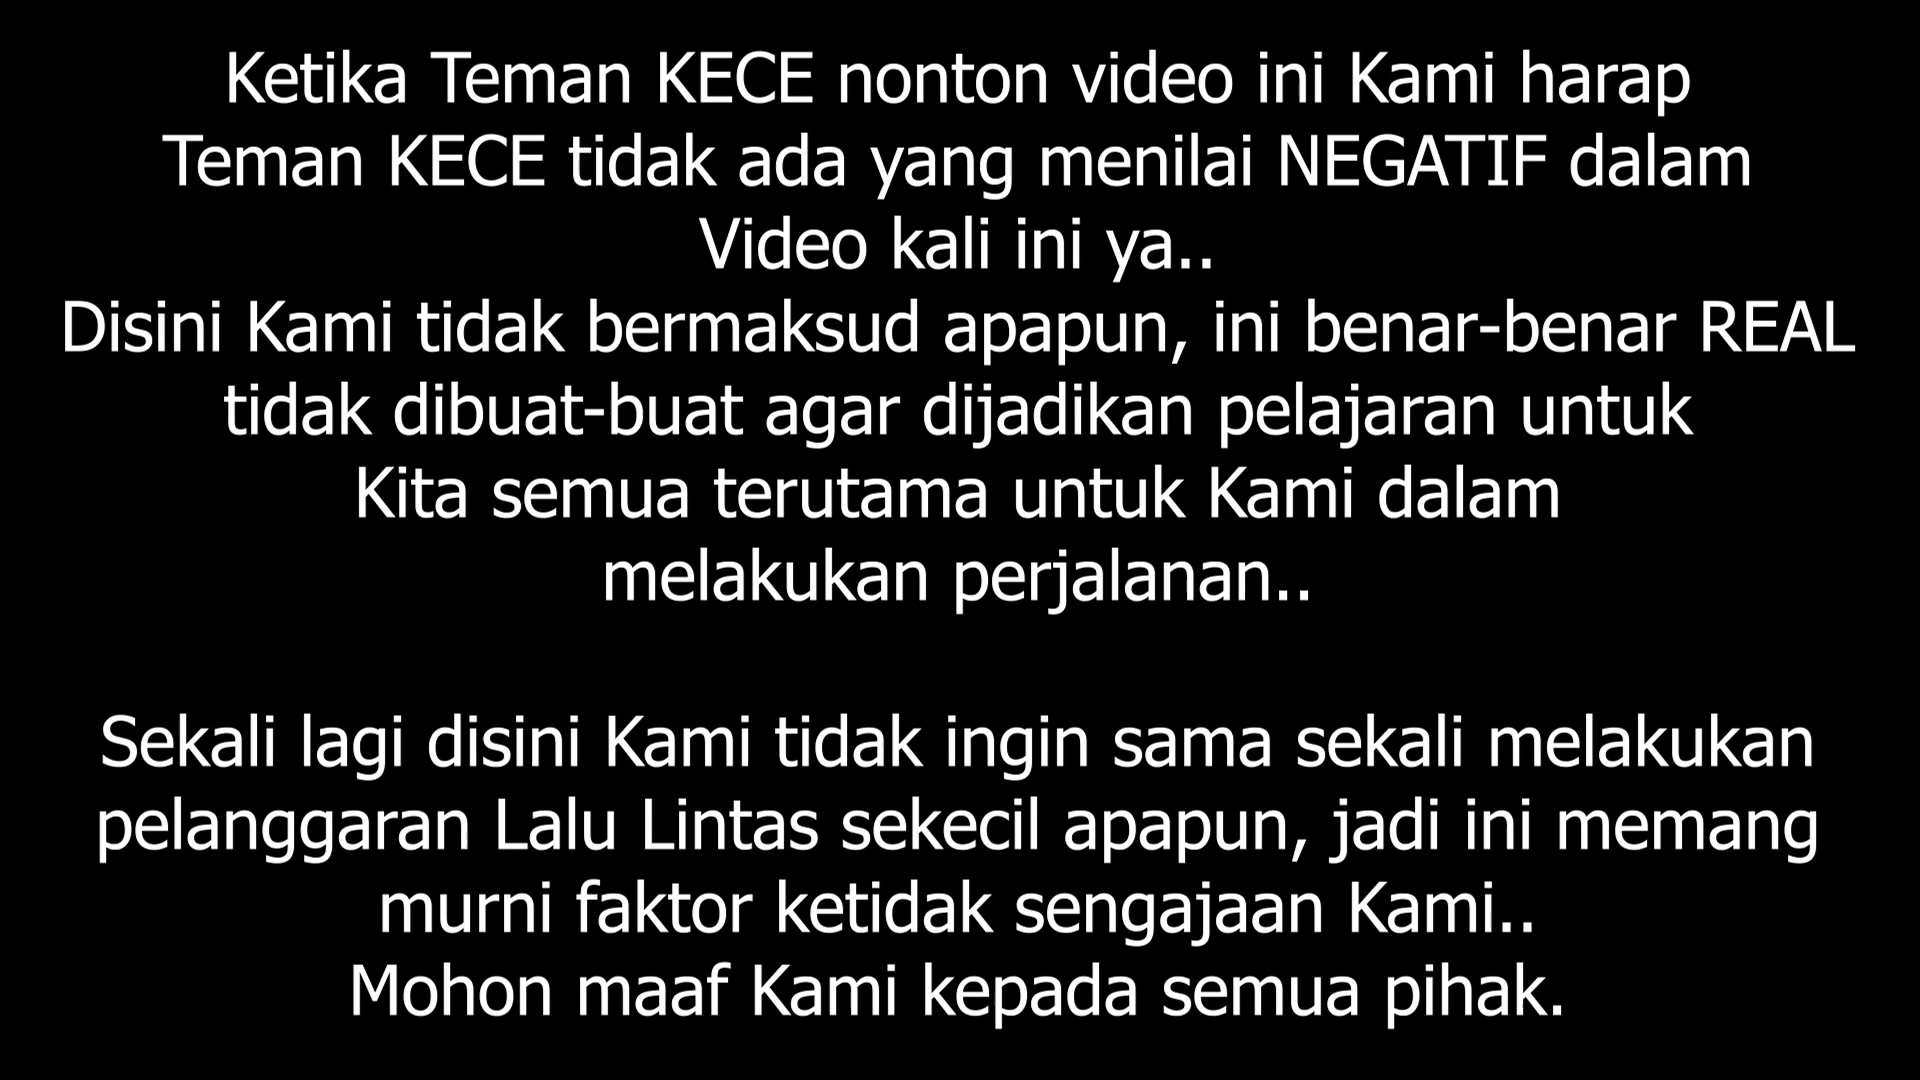 Ketika Teman KECE nonton video ini Kami harap
Teman KECE tidak ada yang menilai NEGATIF dalam
Video kali ini ya..
Disini Kami tidak bermaksud apapun, ini benar-benar REAL
tidak dibuat-buat agar dijadikan pelajaran untuk
Kita semua terutama untuk Kami dalam
melakukan perjalanan..
Sekali lagi disini Kami tidak ingin sama sekali melakukan
pelanggaran Lalu Lintas sekecil apapun, jadi ini memang
murni faktor ketidak sengajaan Kami..
Mohon maaf Kami kepada semua pihak.